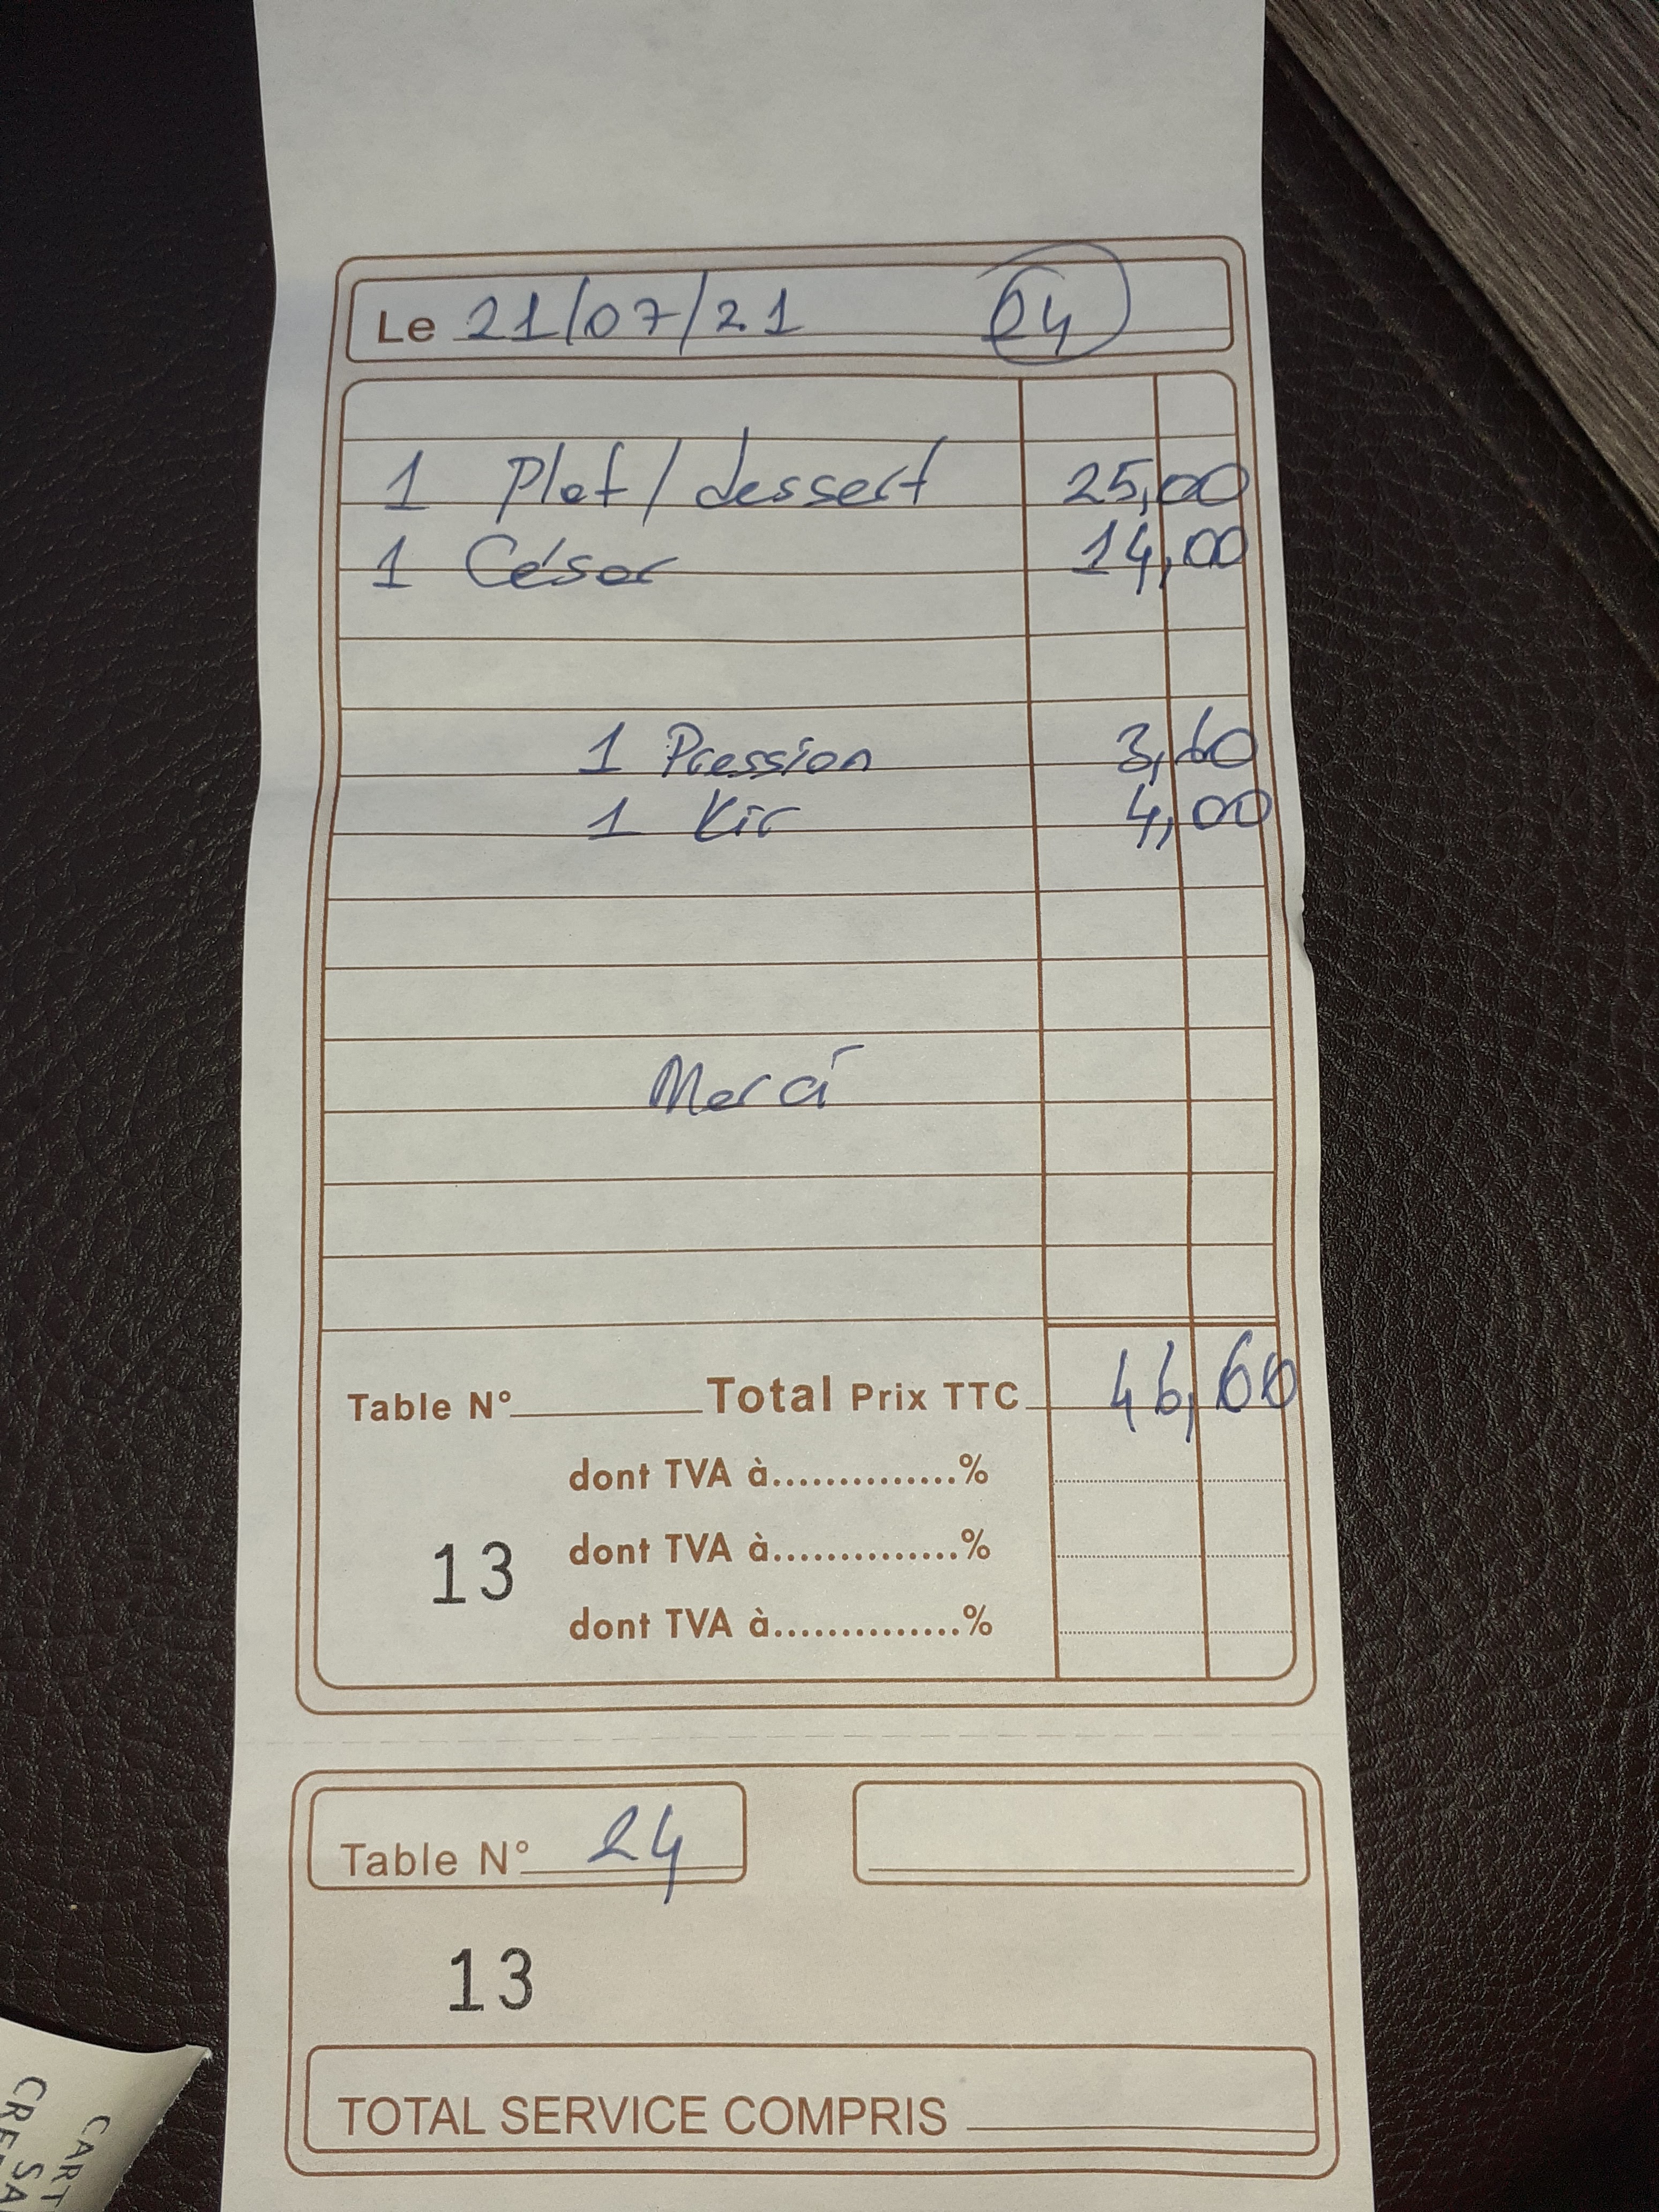 Le 21/07/21 24
1 Plat/dessert 25,00
1 César 14,00
1 Pression 3,60
1 Kir 4,00
Merci
Table N° Total Prix TTC 46,60
dont TVA à..............%
dont TVA à..............%
13
dont TVA à..............%
Table N° 24
13
TOTAL SERVICE COMPRIS
CART